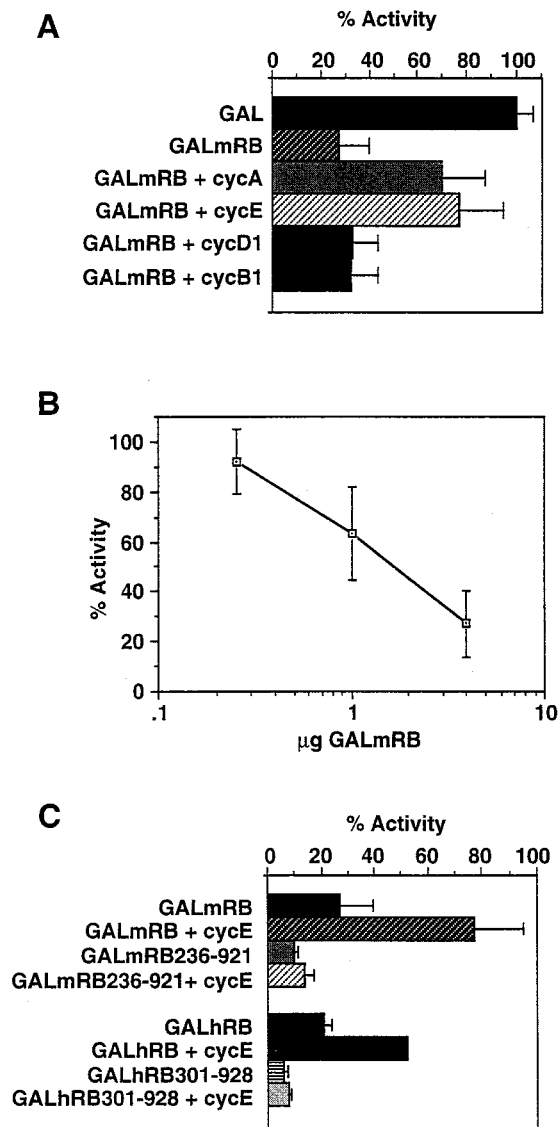 A
% Activity
0 20 40 60 80 100
GAL
GALmRB
GALmRB + cycA
GALmRB + cycE
GALmRB + cycD1
GALmRB + cycB1
B
100
80
60
40
20
0
% Activity
.1 1 10
µg GALmRB
C
% Activity
0 20 40 60 80 100
GALmRB
GALmRB + cycE
GALmRB236-921
GALmRB236-921+ cycE
GALhRB
GALhRB + cycE
GALhRB301-928
GALhRB301-928 + cycE